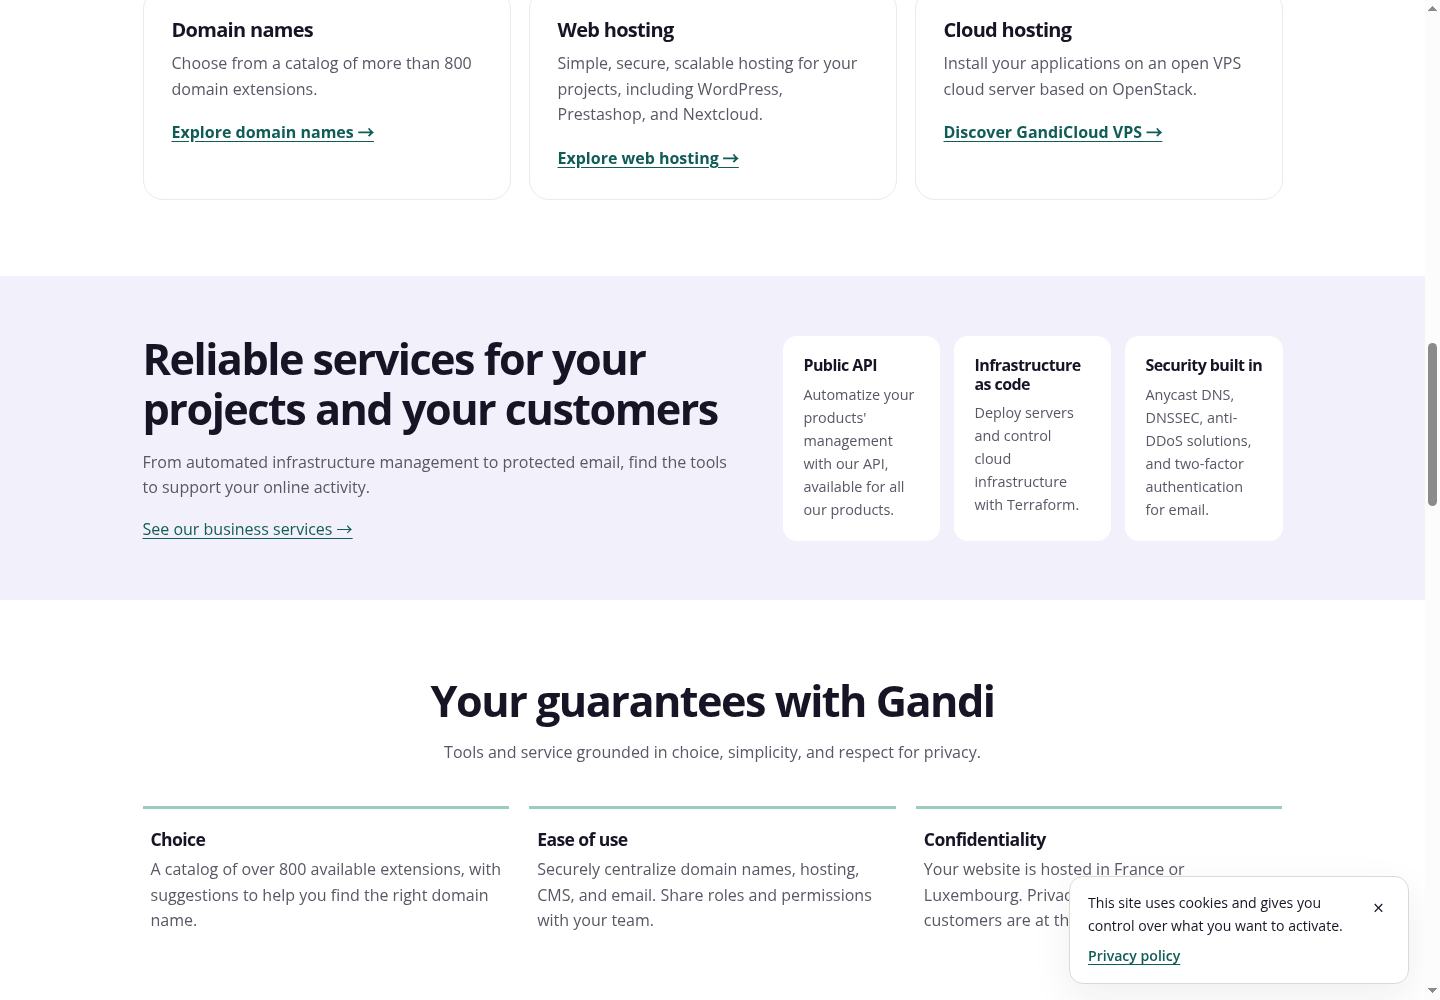 Domain names
Choose from a catalog of more than 800
domain extensions.
Explore domain names →
Web hosting
Simple, secure, scalable hosting for your
projects, including WordPress,
Prestashop, and Nextcloud.
Explore web hosting →
Cloud hosting
Install your applications on an open VPS
cloud server based on OpenStack.
Discover GandiCloud VPS →
Reliable services for your
projects and your customers
From automated infrastructure management to protected email, find the tools
to support your online activity.
See our business services →
Public API
Automatize your
products'
management
with our API,
available for all
our products.
Infrastructure
as code
Deploy servers
and control
cloud
infrastructure
with Terraform.
Security built in
Anycast DNS,
DNSSEC, anti-
DDoS solutions,
and two-factor
authentication
for email.
Your guarantees with Gandi
Tools and service grounded in choice, simplicity, and respect for privacy.
Choice
A catalog of over 800 available extensions, with
suggestions to help you find the right domain
name.
Ease of use
Securely centralize domain names, hosting,
CMS, and email. Share roles and permissions
with your team.
Confidentiality
Your website is hosted in France or
Luxembourg.
customers are at
This site uses cookies and gives you
control over what you want to activate.
×
Privacy policy